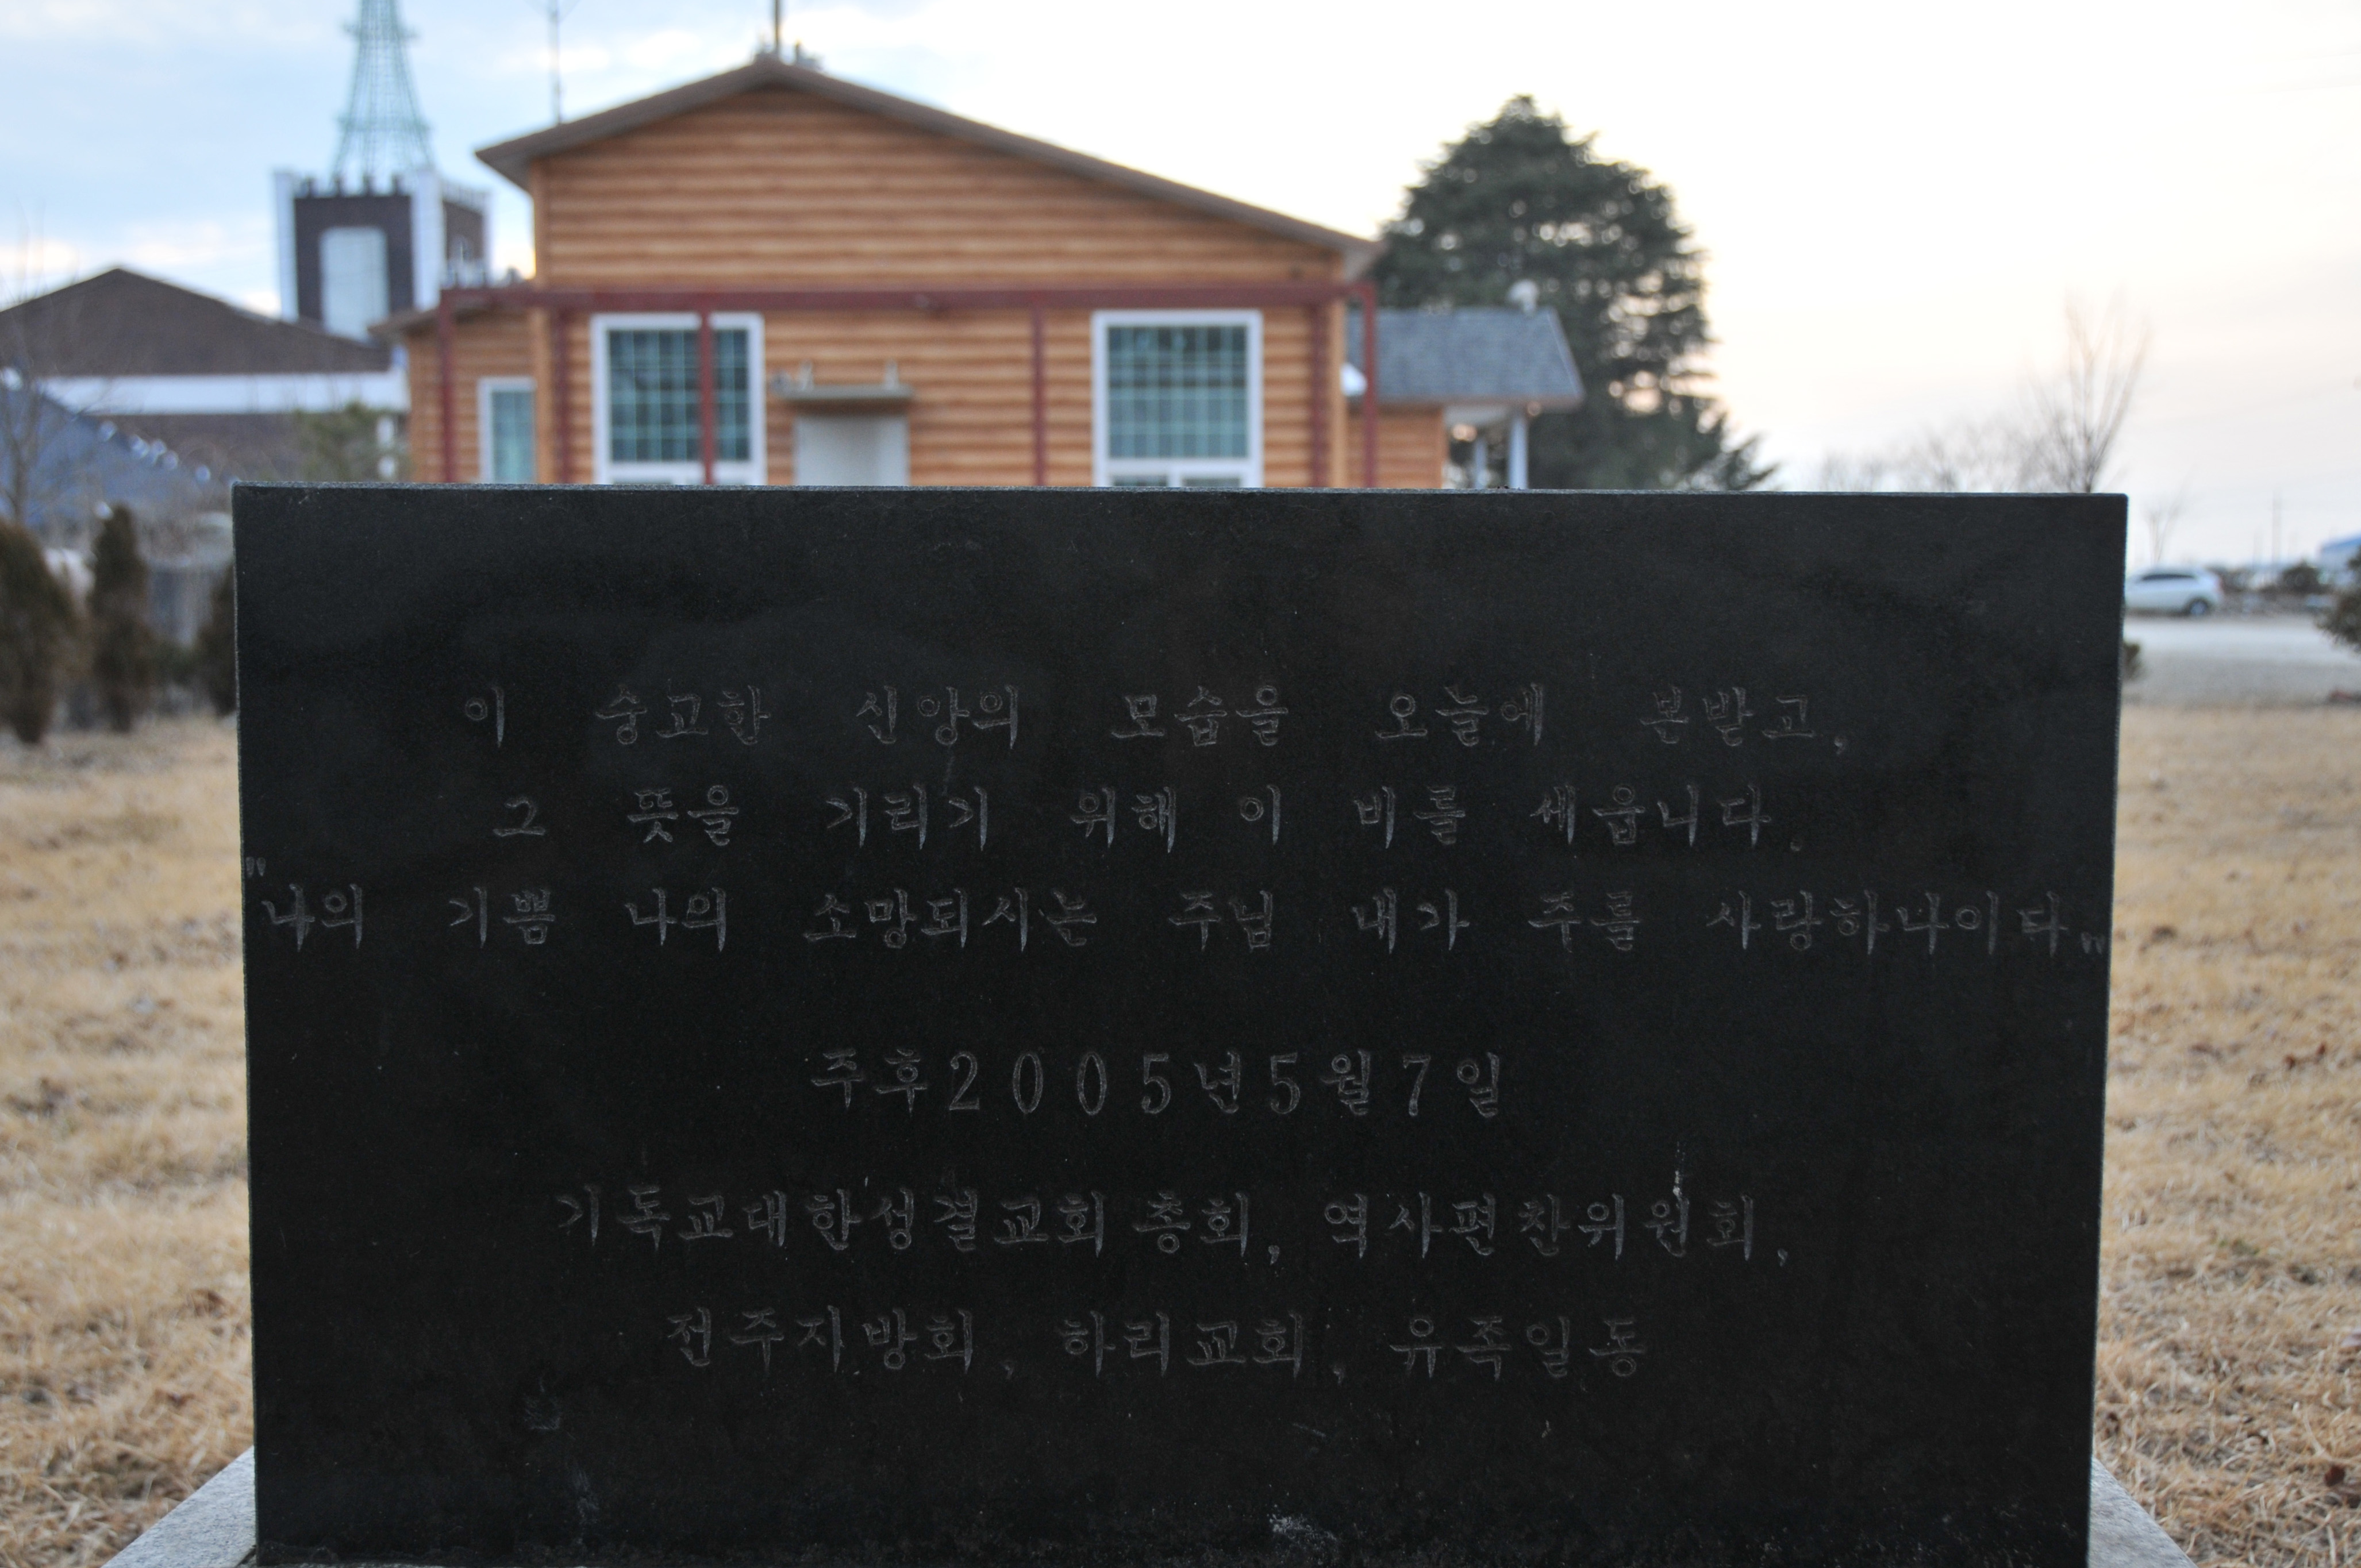 이 숭고한 신앙의 모습을 오늘에 본받고,
그 뜻을 기리기 위해 이 비를 세웁니다.
"나의 기쁨 나의 소망되시는 주님 내가 주를 사랑하나이다"
주후2005년5월7일
기독교대한성결교회 총회, 역사편찬위원회,
전주지방회, 하리교회, 유족일동